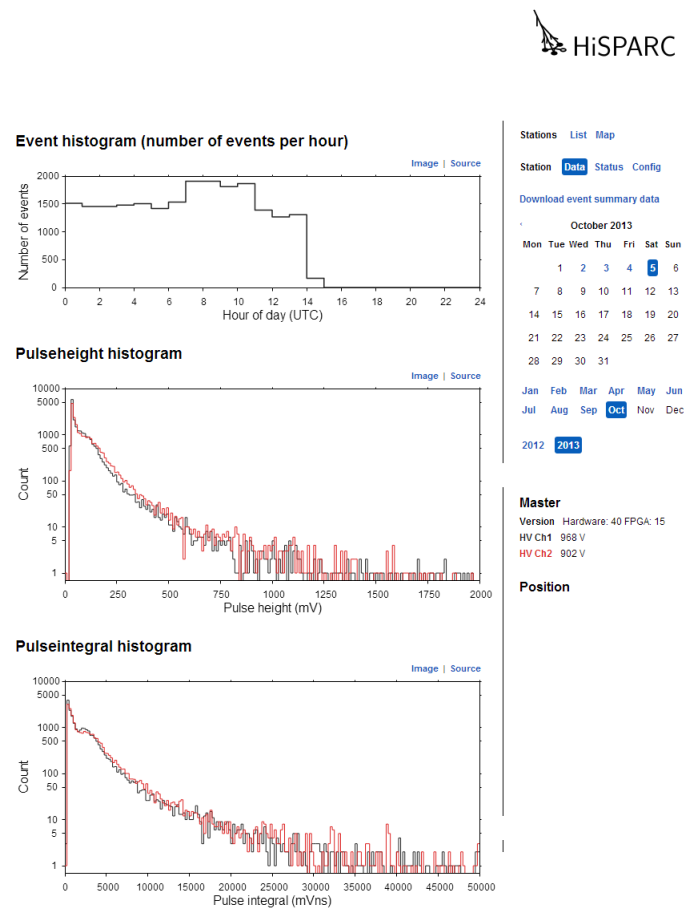 HiSPARC
Event histogram (number of events per hour)
Image | Source
2000
1500
1000
500
0
Number of events
0 2 4 6 8 10 12 14 16 18 20 22 24
Hour of day (UTC)
Pulseheight histogram
Image | Source
10000
5000
1000
500
100
50
10
5
1
Count
0 250 500 750 1000 1250 1500 1750 2000
Pulse height (mV)
Pulseintegral histogram
Image | Source
10000
5000
1000
500
100
50
10
5
1
Count
0 5000 10000 15000 20000 25000 30000 35000 40000 45000 50000
Pulse integral (mVns)
Stations List Map
Station Data Status Config
Download event summary data
October 2013
Mon Tue Wed Thu Fri Sat Sun
1 2 3 4 5 6
7 8 9 10 11 12 13
14 15 16 17 18 19 20
21 22 23 24 25 26 27
28 29 30 31
Jan Feb Mar Apr May Jun
Jul Aug Sep Oct Nov Dec
2012 2013
Master
Version Hardware: 40 FPGA: 15
HV Ch1 968 V
HV Ch2 902 V
Position